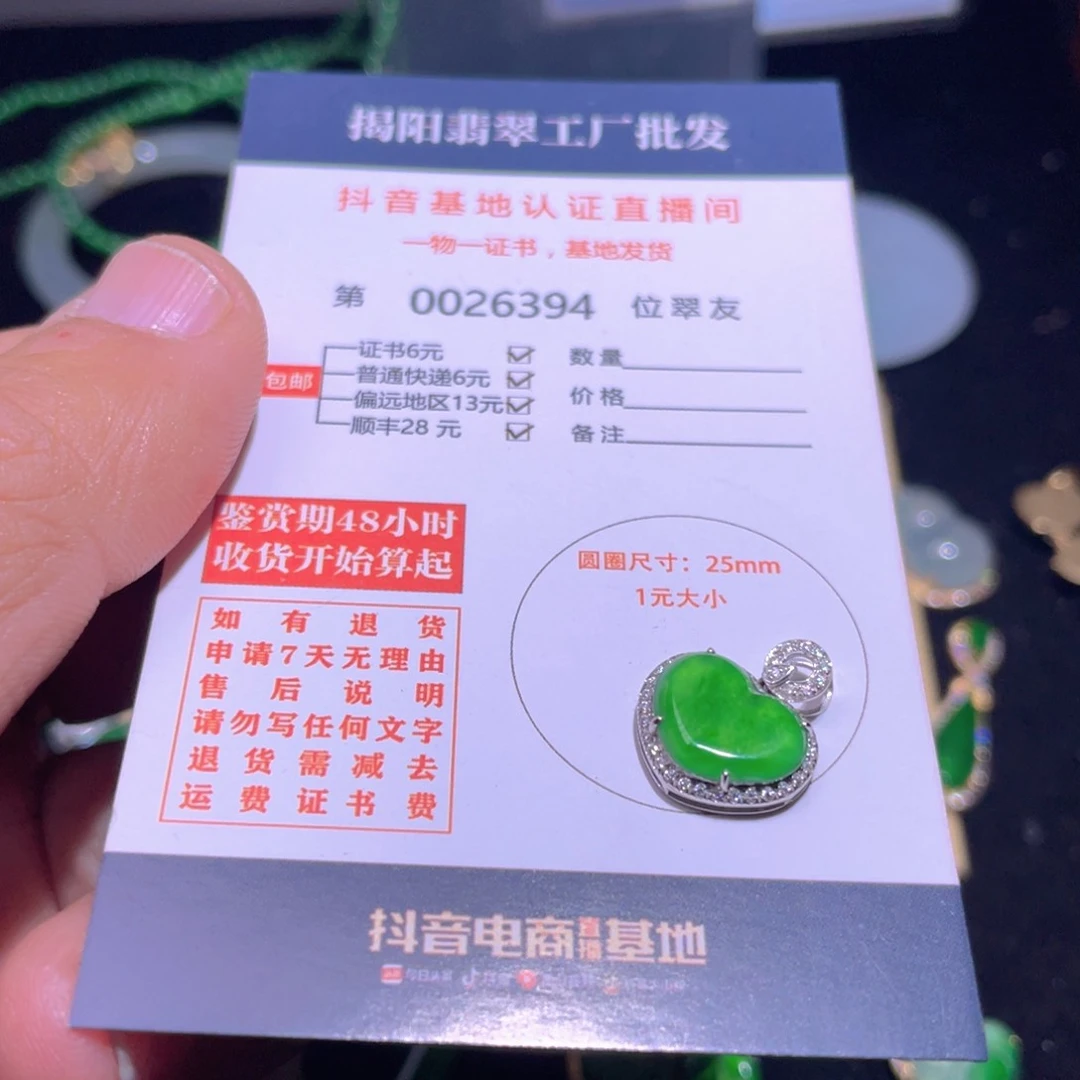 揭阳翡翠工厂批发
抖音基地认证直播间
一物一证书，基地发货
第 0026394 位翠友
包邮
证书6元
普通快递6元
偏远地区13元
顺丰28 元
数量
价格
备注
鉴赏期48小时
收货开始算起
如有退货
申请7天无理由
售后说明
请勿写任何文字
退货需减去
运费证书费
圆圈尺寸：25mm
1元大小
抖音电商直播基地